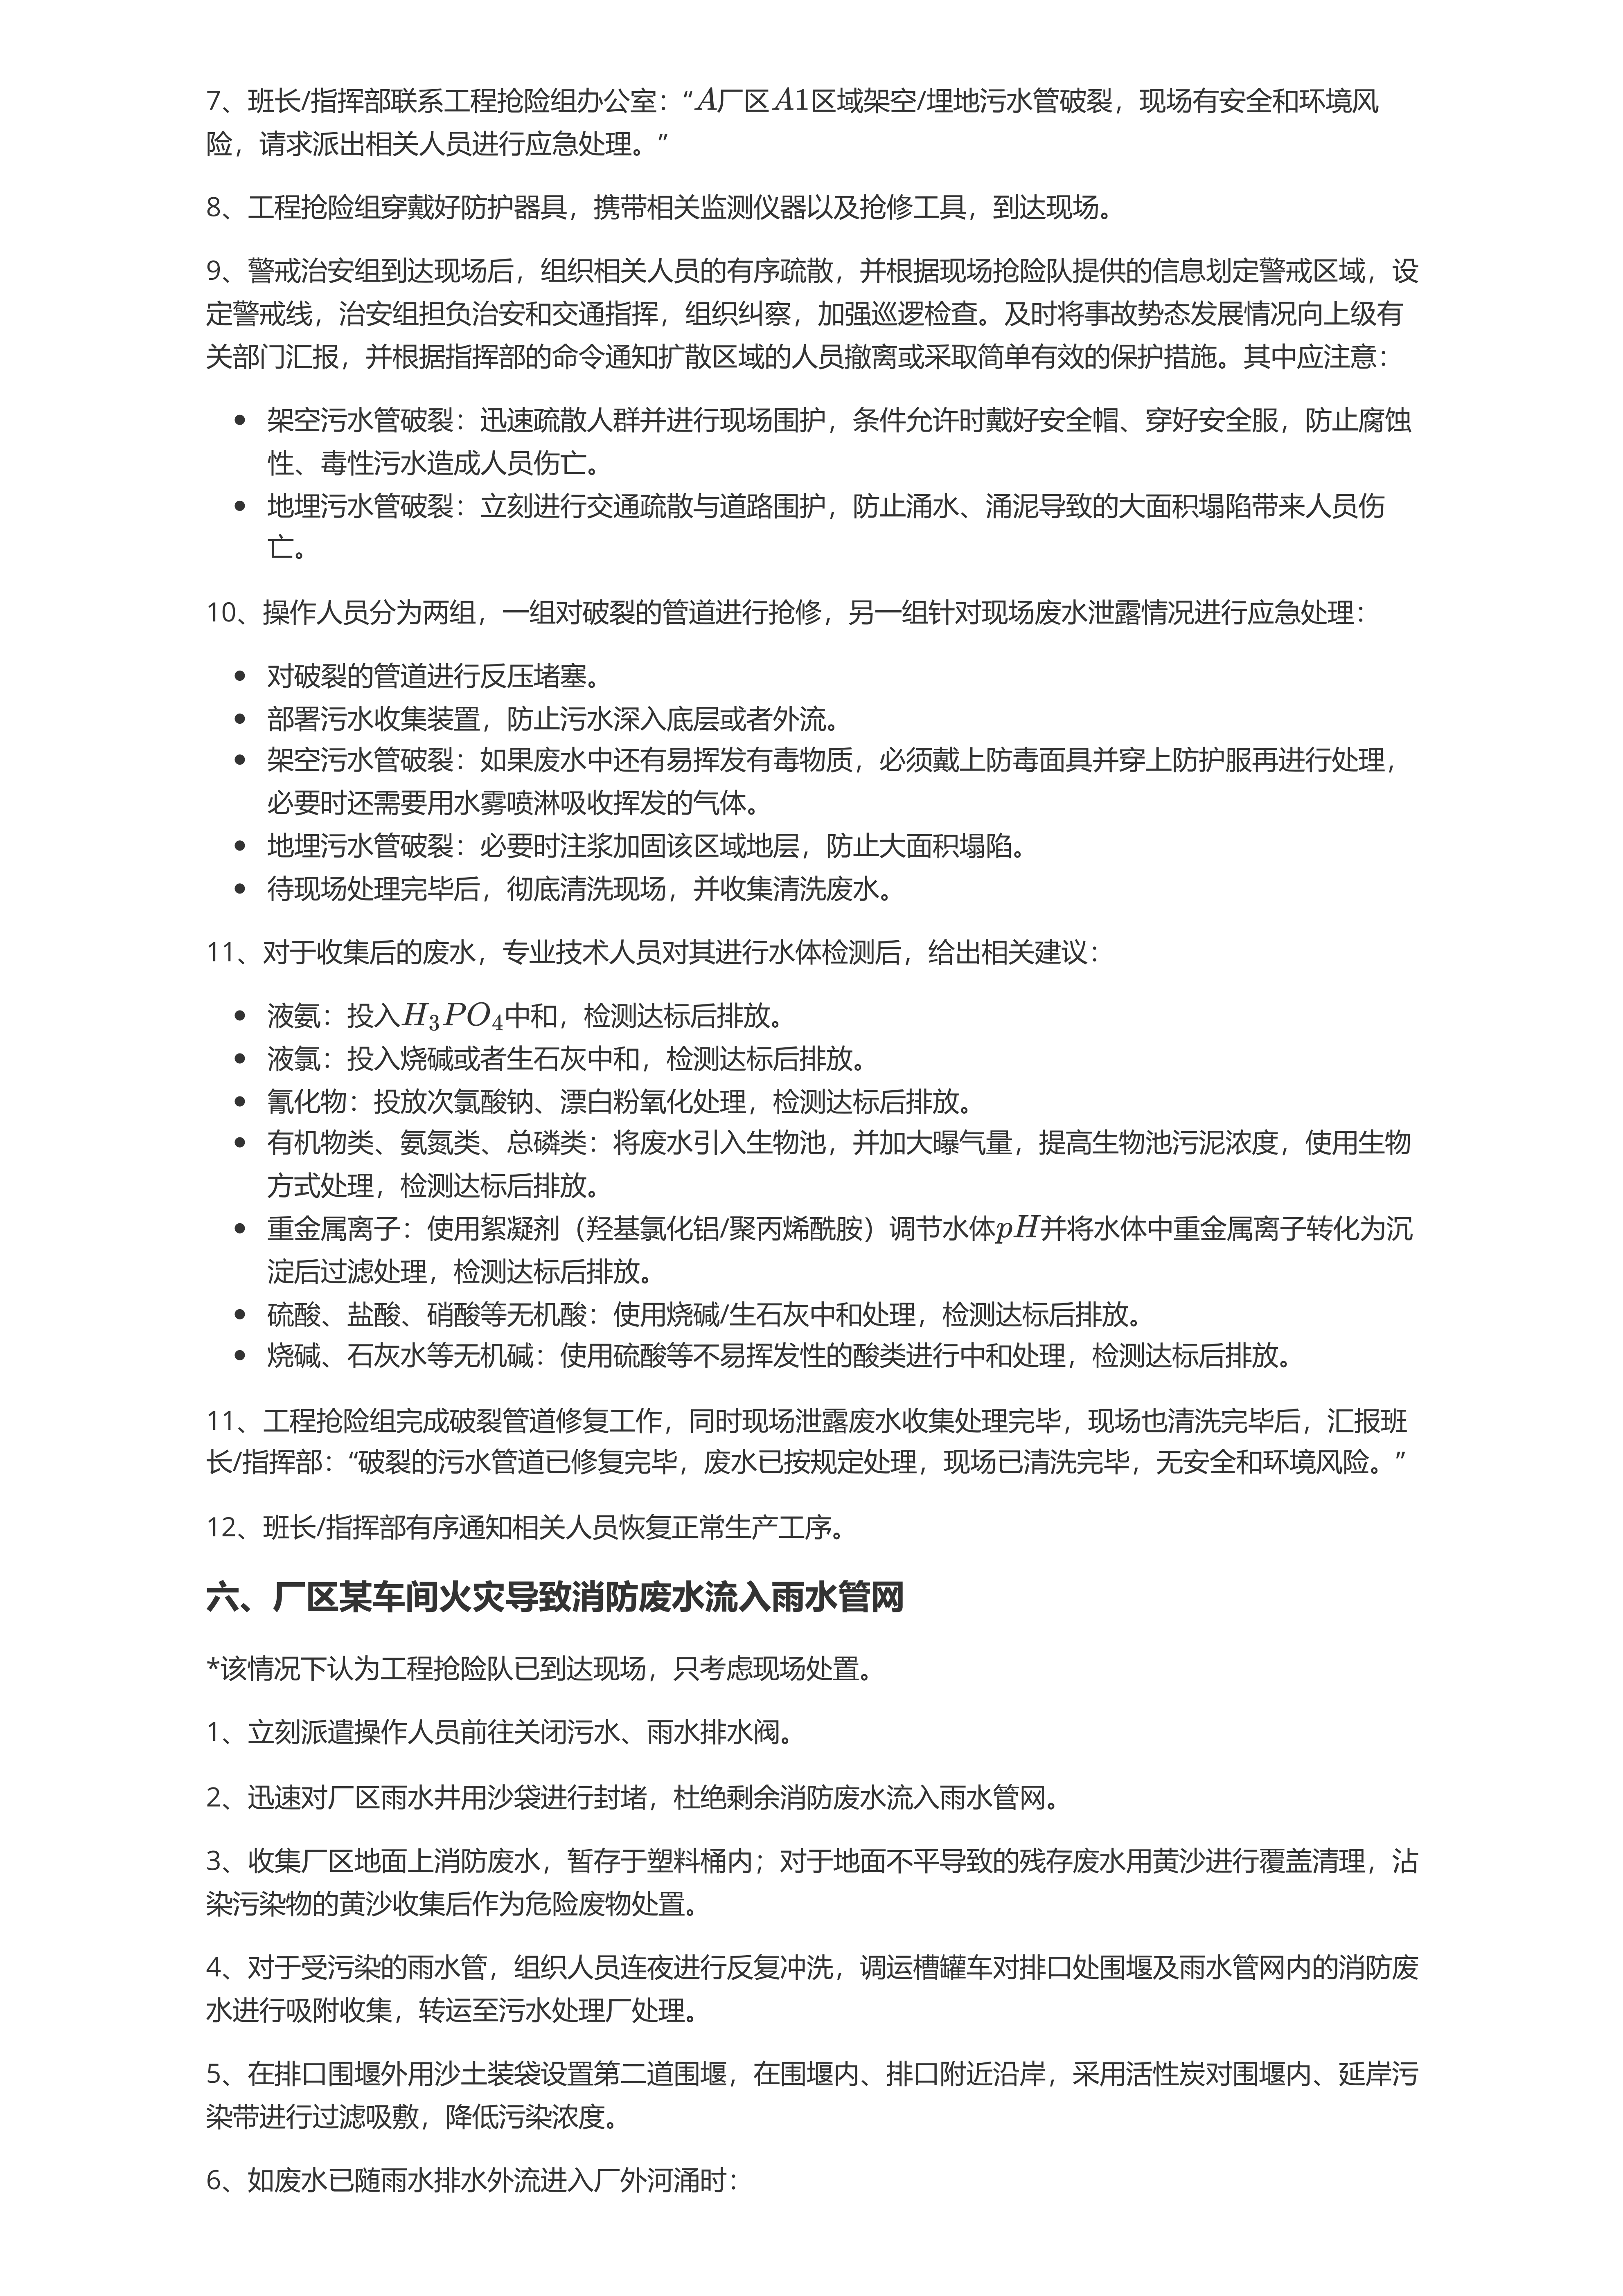 7、班长/指挥部联系工程抢险组办公室：“A厂区A1区域架空/埋地污水管破裂，现场有安全和环境风
险，请求派出相关人员进行应急处理。”
8、工程抢险组穿戴好防护器具，携带相关监测仪器以及抢修工具，到达现场。
9、警戒治安组到达现场后，组织相关人员的有序疏散，并根据现场抢险队提供的信息划定警戒区域，设
定警戒线，治安组担负治安和交通指挥，组织纠察，加强巡逻检查。及时将事故势态发展情况向上级有
关部门汇报，并根据指挥部的命令通知扩散区域的人员撤离或采取简单有效的保护措施。其中应注意：
• 架空污水管破裂：迅速疏散人群并进行现场围护，条件允许时戴好安全帽、穿好安全服，防止腐蚀
性、毒性污水造成人员伤亡。
• 地埋污水管破裂：立刻进行交通疏散与道路围护，防止涌水、涌泥导致的大面积塌陷带来人员伤
亡。
10、操作人员分为两组，一组对破裂的管道进行抢修，另一组针对现场废水泄露情况进行应急处理：
• 对破裂的管道进行反压堵塞。
• 部署污水收集装置，防止污水深入底层或者外流。
• 架空污水管破裂：如果废水中还有易挥发有毒物质，必须戴上防毒面具并穿上防护服再进行处理，
必要时还需要用水雾喷淋吸收挥发的气体。
• 地埋污水管破裂：必要时注浆加固该区域地层，防止大面积塌陷。
• 待现场处理完毕后，彻底清洗现场，并收集清洗废水。
11、对于收集后的废水，专业技术人员对其进行水体检测后，给出相关建议：
• 液氨：投入H₃PO₄中和，检测达标后排放。
• 液氯：投入烧碱或者生石灰中和，检测达标后排放。
• 氰化物：投放次氯酸钠、漂白粉氧化处理，检测达标后排放。
• 有机物类、氨氮类、总磷类：将废水引入生物池，并加大曝气量，提高生物池污泥浓度，使用生物
方式处理，检测达标后排放。
• 重金属离子：使用絮凝剂（羟基氯化铝/聚丙烯酰胺）调节水体pH并将水体中重金属离子转化为沉
淀后过滤处理，检测达标后排放。
• 硫酸、盐酸、硝酸等无机酸：使用烧碱/生石灰中和处理，检测达标后排放。
• 烧碱、石灰水等无机碱：使用硫酸等不易挥发性的酸类进行中和处理，检测达标后排放。
11、工程抢险组完成破裂管道修复工作，同时现场泄露废水收集处理完毕，现场也清洗完毕后，汇报班
长/指挥部：“破裂的污水管道已修复完毕，废水已按规定处理，现场已清洗完毕，无安全和环境风险。”
12、班长/指挥部有序通知相关人员恢复正常生产工序。
六、厂区某车间火灾导致消防废水流入雨水管网
*该情况下认为工程抢险队已到达现场，只考虑现场处置。
1、立刻派遣操作人员前往关闭污水、雨水排水阀。
2、迅速对厂区雨水井用沙袋进行封堵，杜绝剩余消防废水流入雨水管网。
3、收集厂区地面上消防废水，暂存于塑料桶内；对于地面不平导致的残存废水用黄沙进行覆盖清理，沾
染污染物的黄沙收集后作为危险废物处置。
4、对于受污染的雨水管，组织人员连夜进行反复冲洗，调运槽罐车对排口处围堰及雨水管网内的消防废
水进行吸附收集，转运至污水处理厂处理。
5、在排口围堰外用沙土装袋设置第二道围堰，在围堰内、排口附近沿岸，采用活性炭对围堰内、延岸污
染带进行过滤吸敷，降低污染浓度。
6、如废水已随雨水排水外流进入厂外河涌时：